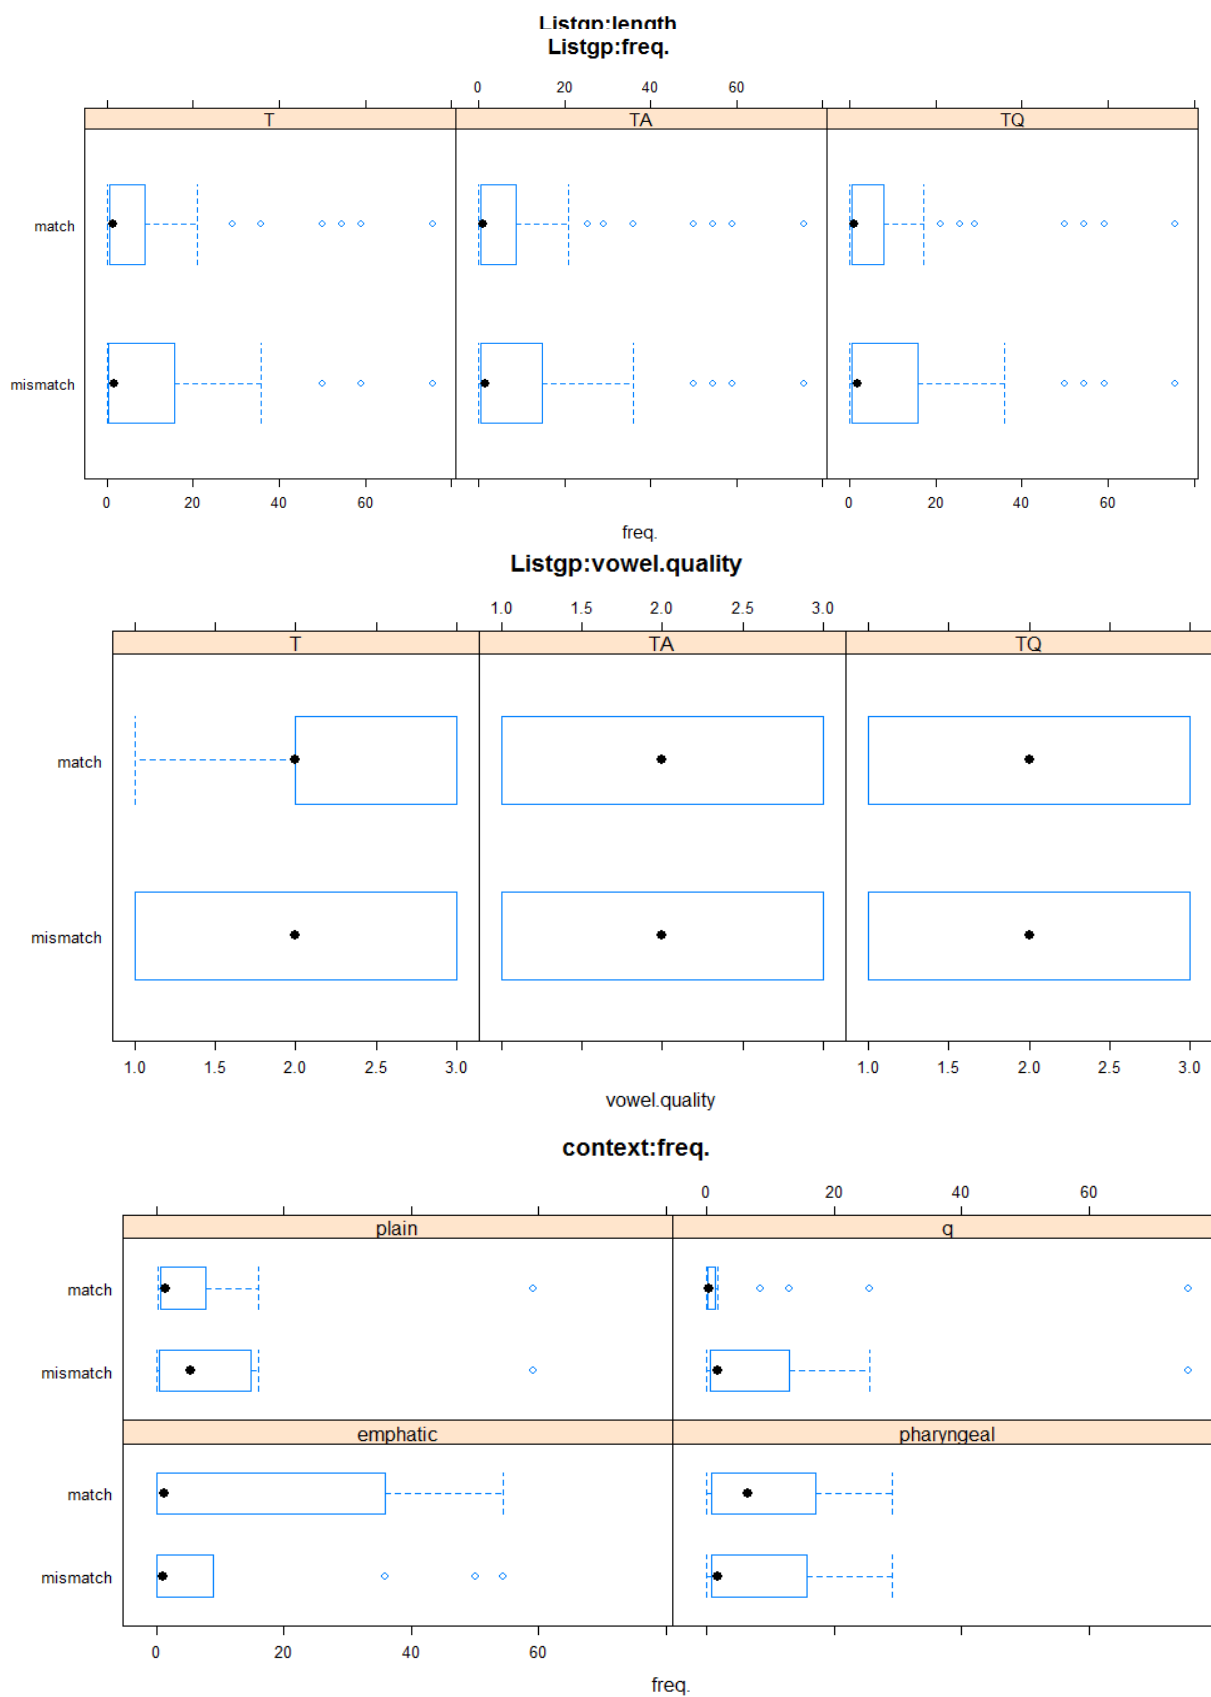 Listgp:length
Listgp:freq.
0 20 40 60
T TA TQ
match
mismatch
0 20 40 60 0 20 40 60
freq.
Listgp:vowel.quality
1.0 1.5 2.0 2.5 3.0
T TA TQ
match
mismatch
1.0 1.5 2.0 2.5 3.0 1.0 1.5 2.0 2.5 3.0
vowel.quality
context:freq.
0 20 40 60
plain q
match
mismatch
emphatic pharyngeal
match
mismatch
0 20 40 60
freq.